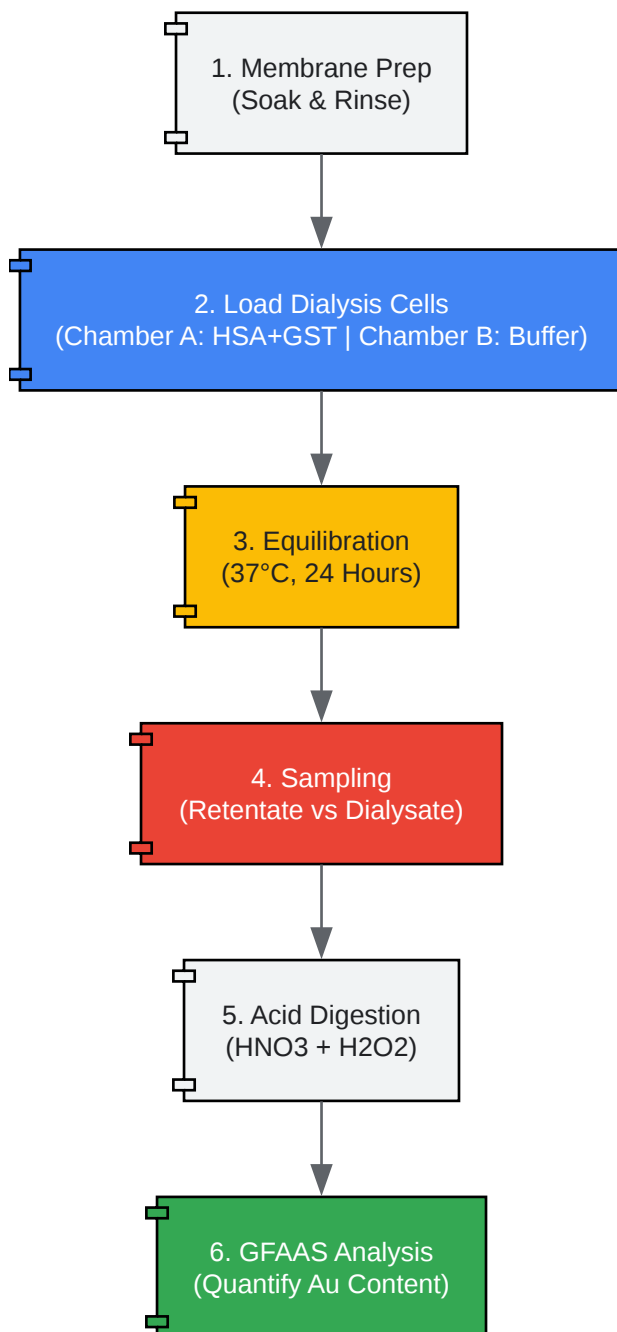 1. Membrane Prep
(Soak & Rinse)
2. Load Dialysis Cells
(Chamber A: HSA+GST | Chamber B: Buffer)
3. Equilibration
(37°C, 24 Hours)
4. Sampling
(Retentate vs Dialysate)
5. Acid Digestion
(HNO3 + H2O2)
6. GFAAS Analysis
(Quantify Au Content)